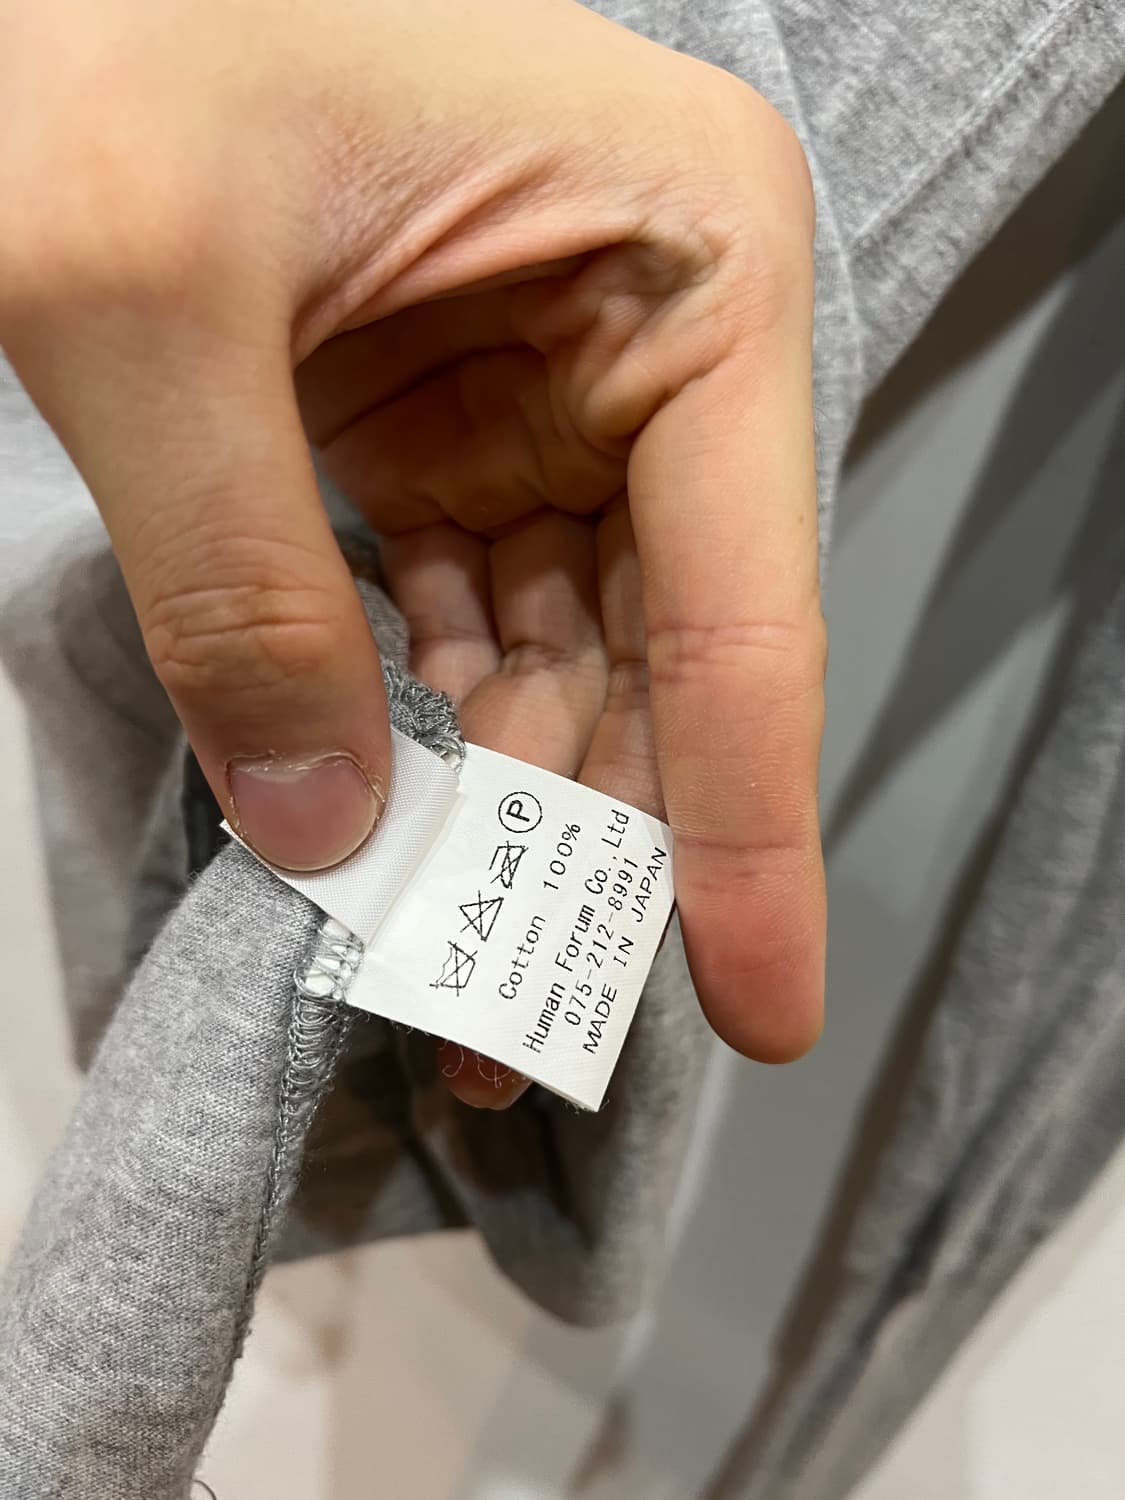 P
Cotton 100%
Human Forum Co., Ltd
075-212-8991
MADE IN JAPAN